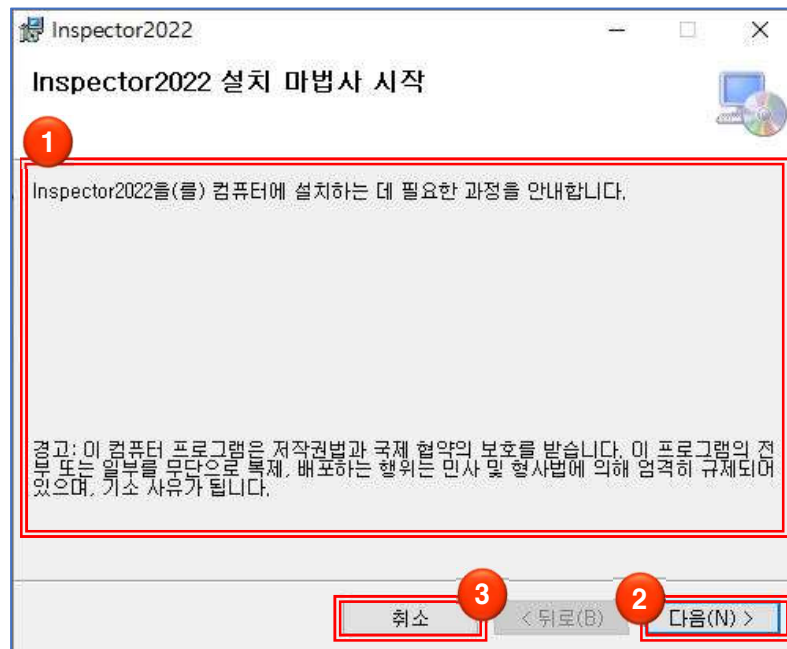 Inspector2022
Inspector2022 설치 마법사 시작
1
Inspector2022을(를) 컴퓨터에 설치하는 데 필요한 과정을 안내합니다.
경고: 이 컴퓨터 프로그램은 저작권법과 국제 협약의 보호를 받습니다. 이 프로그램의 전
부 또는 일부를 무단으로 복제, 배포하는 행위는 민사 및 형사법에 의해 엄격히 규제되어
있으며, 기소 사유가 됩니다.
취소
3
< 뒤로(B)
2
다음(N) >